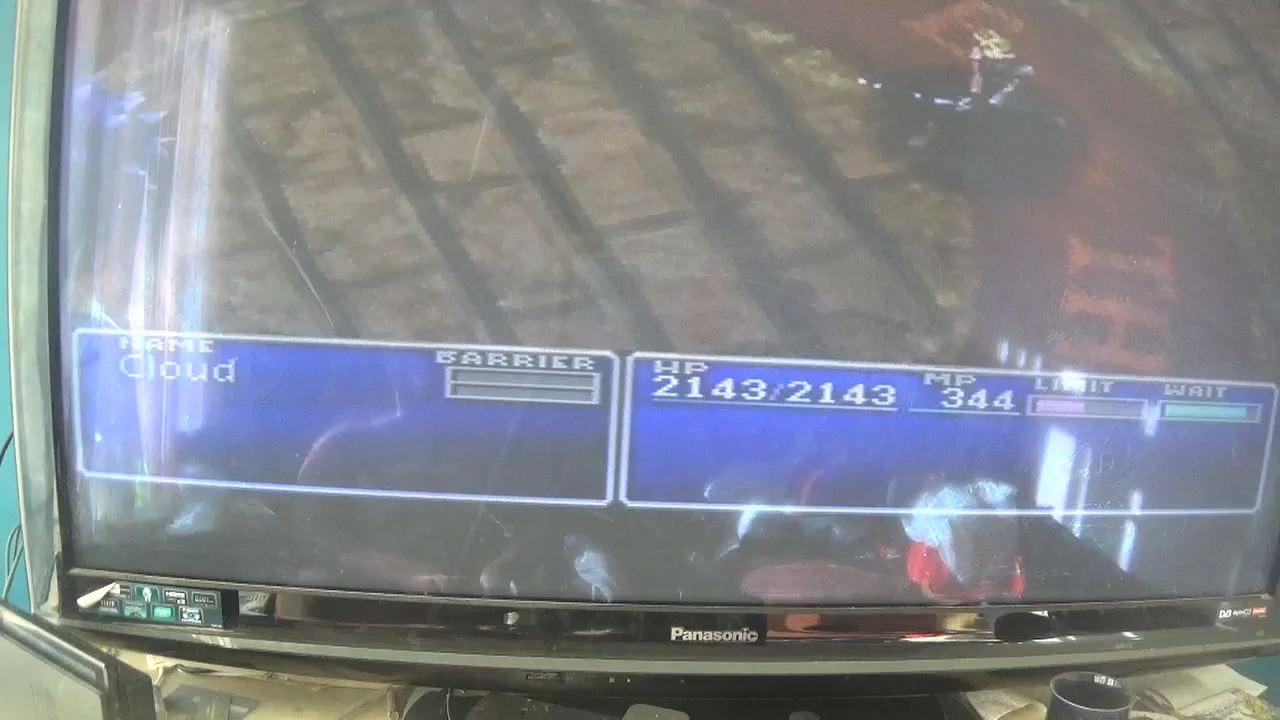 NAME
BARRIER
HP
MP
LIMIT
WAIT
Cloud
2143/2143
344
Panasonic